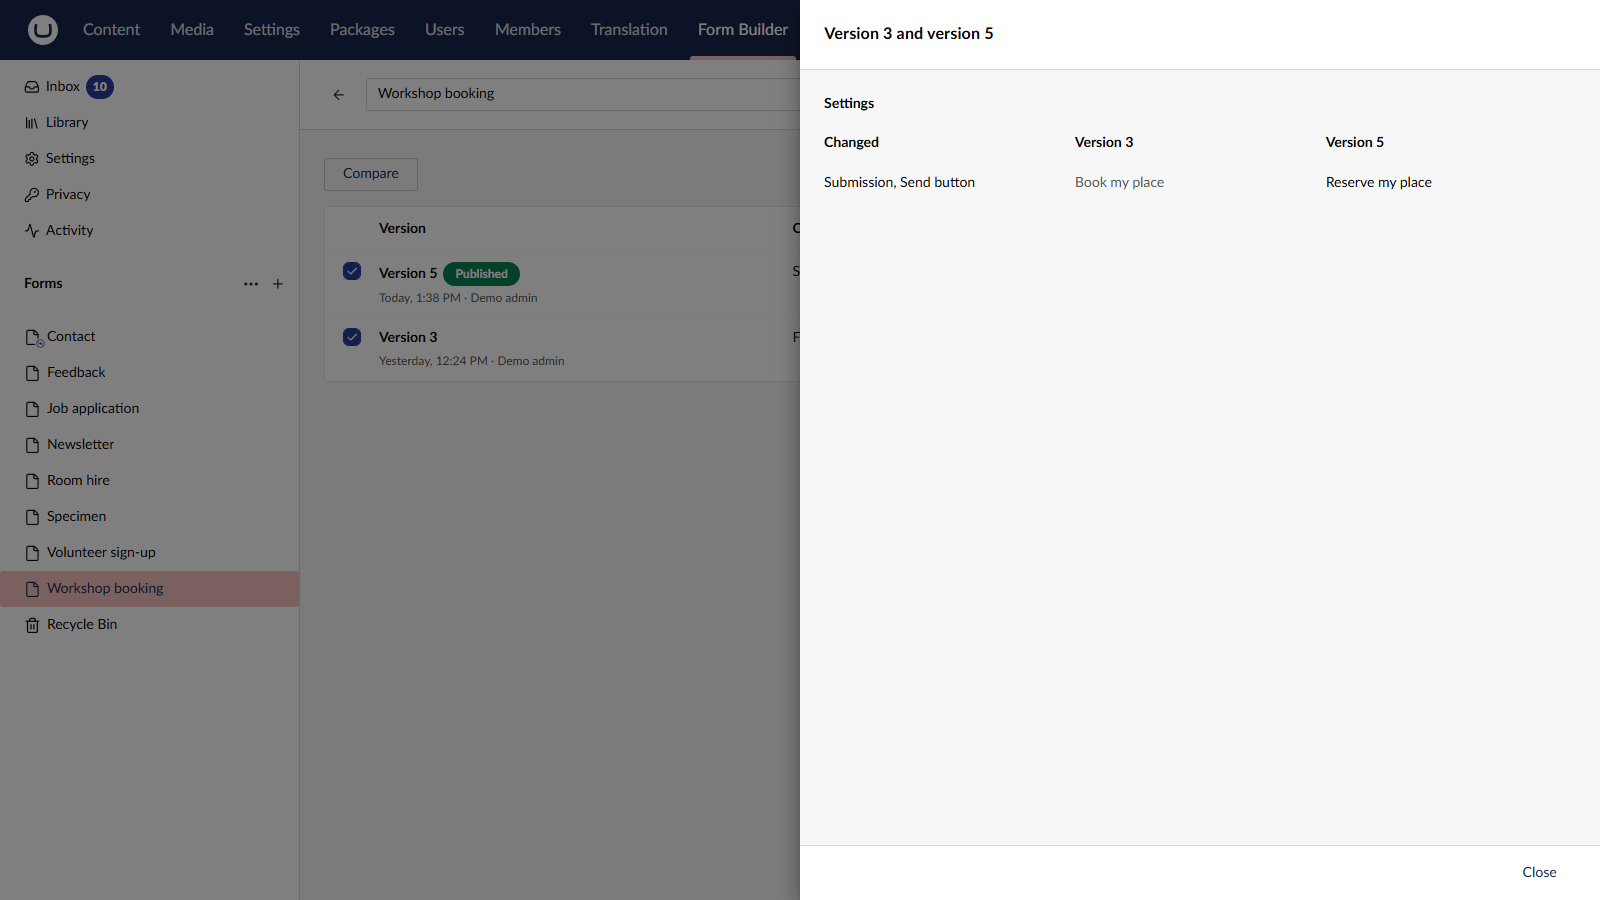 Content Media Settings Packages Users Members Translation Form Builder
Inbox 10
Library
Settings
Privacy
Activity
Forms
Contact
Feedback
Job application
Newsletter
Room hire
Specimen
Volunteer sign-up
Workshop booking
Recycle Bin
Workshop booking
Compare
Version
Version 5 Published
Today, 1:38 PM · Demo admin
Version 3
Yesterday, 12:24 PM · Demo admin
Version 3 and version 5
Settings
Changed Version 3 Version 5
Submission, Send button Book my place Reserve my place
Close